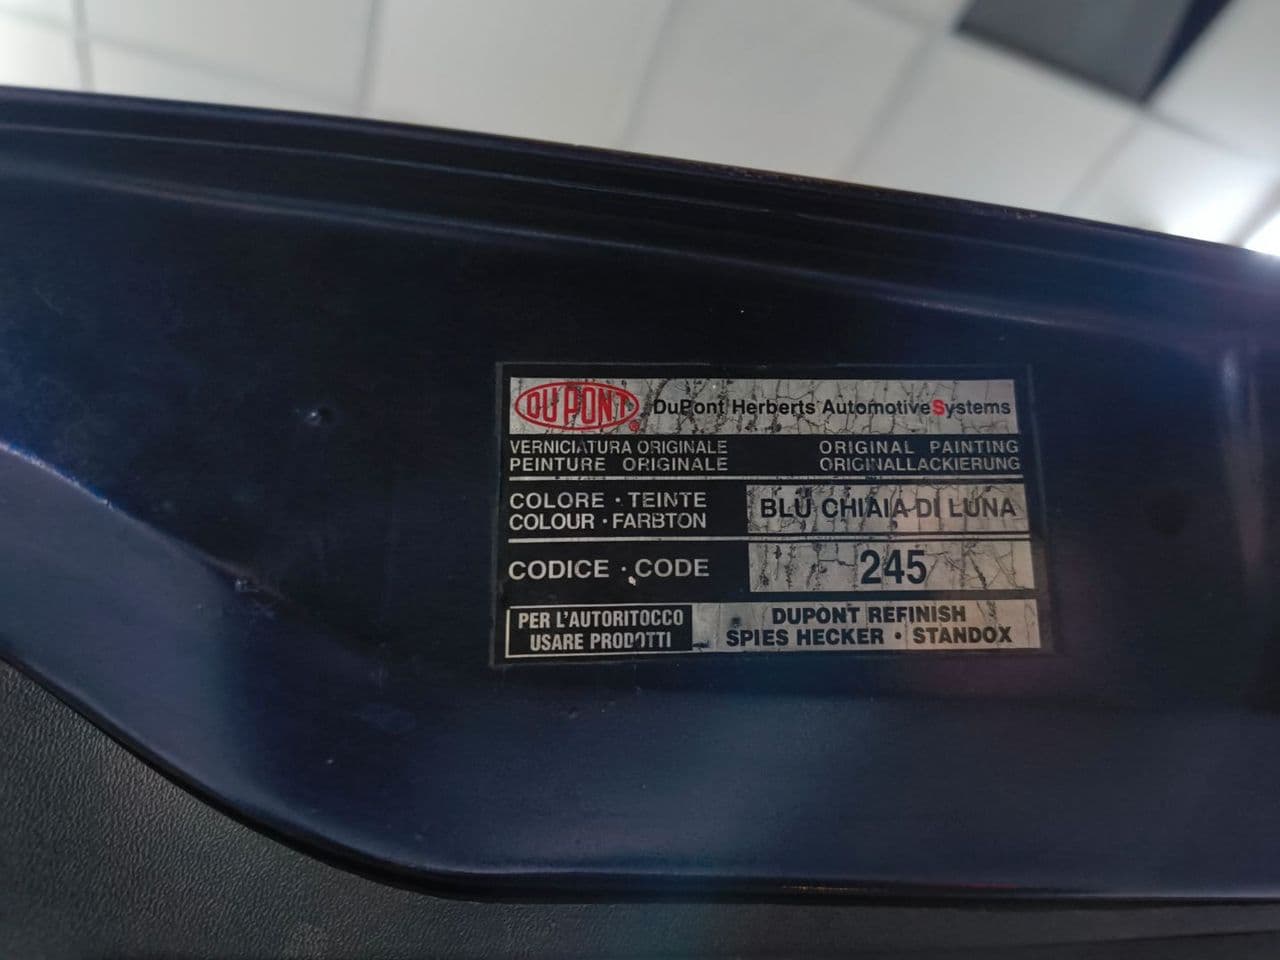 DU PONT ® DuPont Herberts AutomotiveSystems
VERNICIATURA ORIGINALE ORIGINAL PAINTING
PEINTURE ORIGINALE ORIGINALLACKIERUNG
COLORE · TEINTE BLU CHIAIA DI LUNA
COLOUR · FARBTON
CODICE · CODE 245
PER L'AUTORITOCCO DUPONT REFINISH
USARE PRODOTTI SPIES HECKER · STANDOX